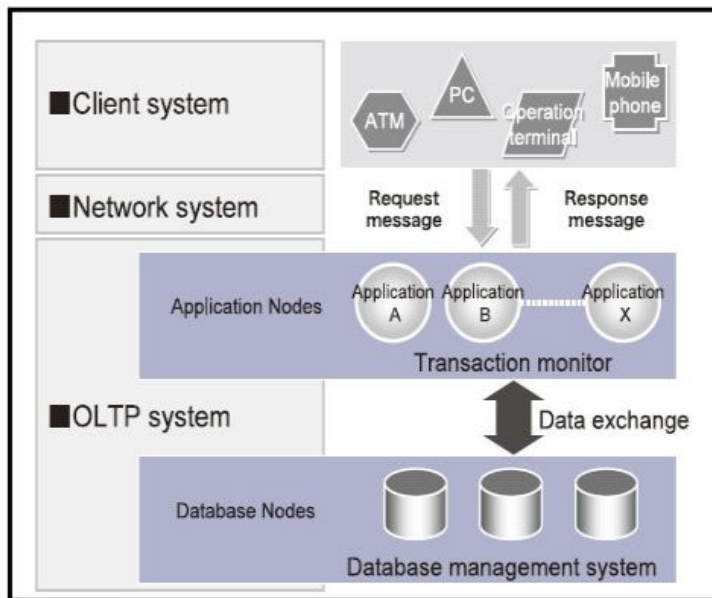 ■Client system
ATM
PC
Operation
terminal
Mobile
phone
■Network system
Request
message
Response
message
■OLTP system
Application Nodes
Application
A
Application
B
Application
X
Transaction monitor
Data exchange
Database Nodes
Database management system